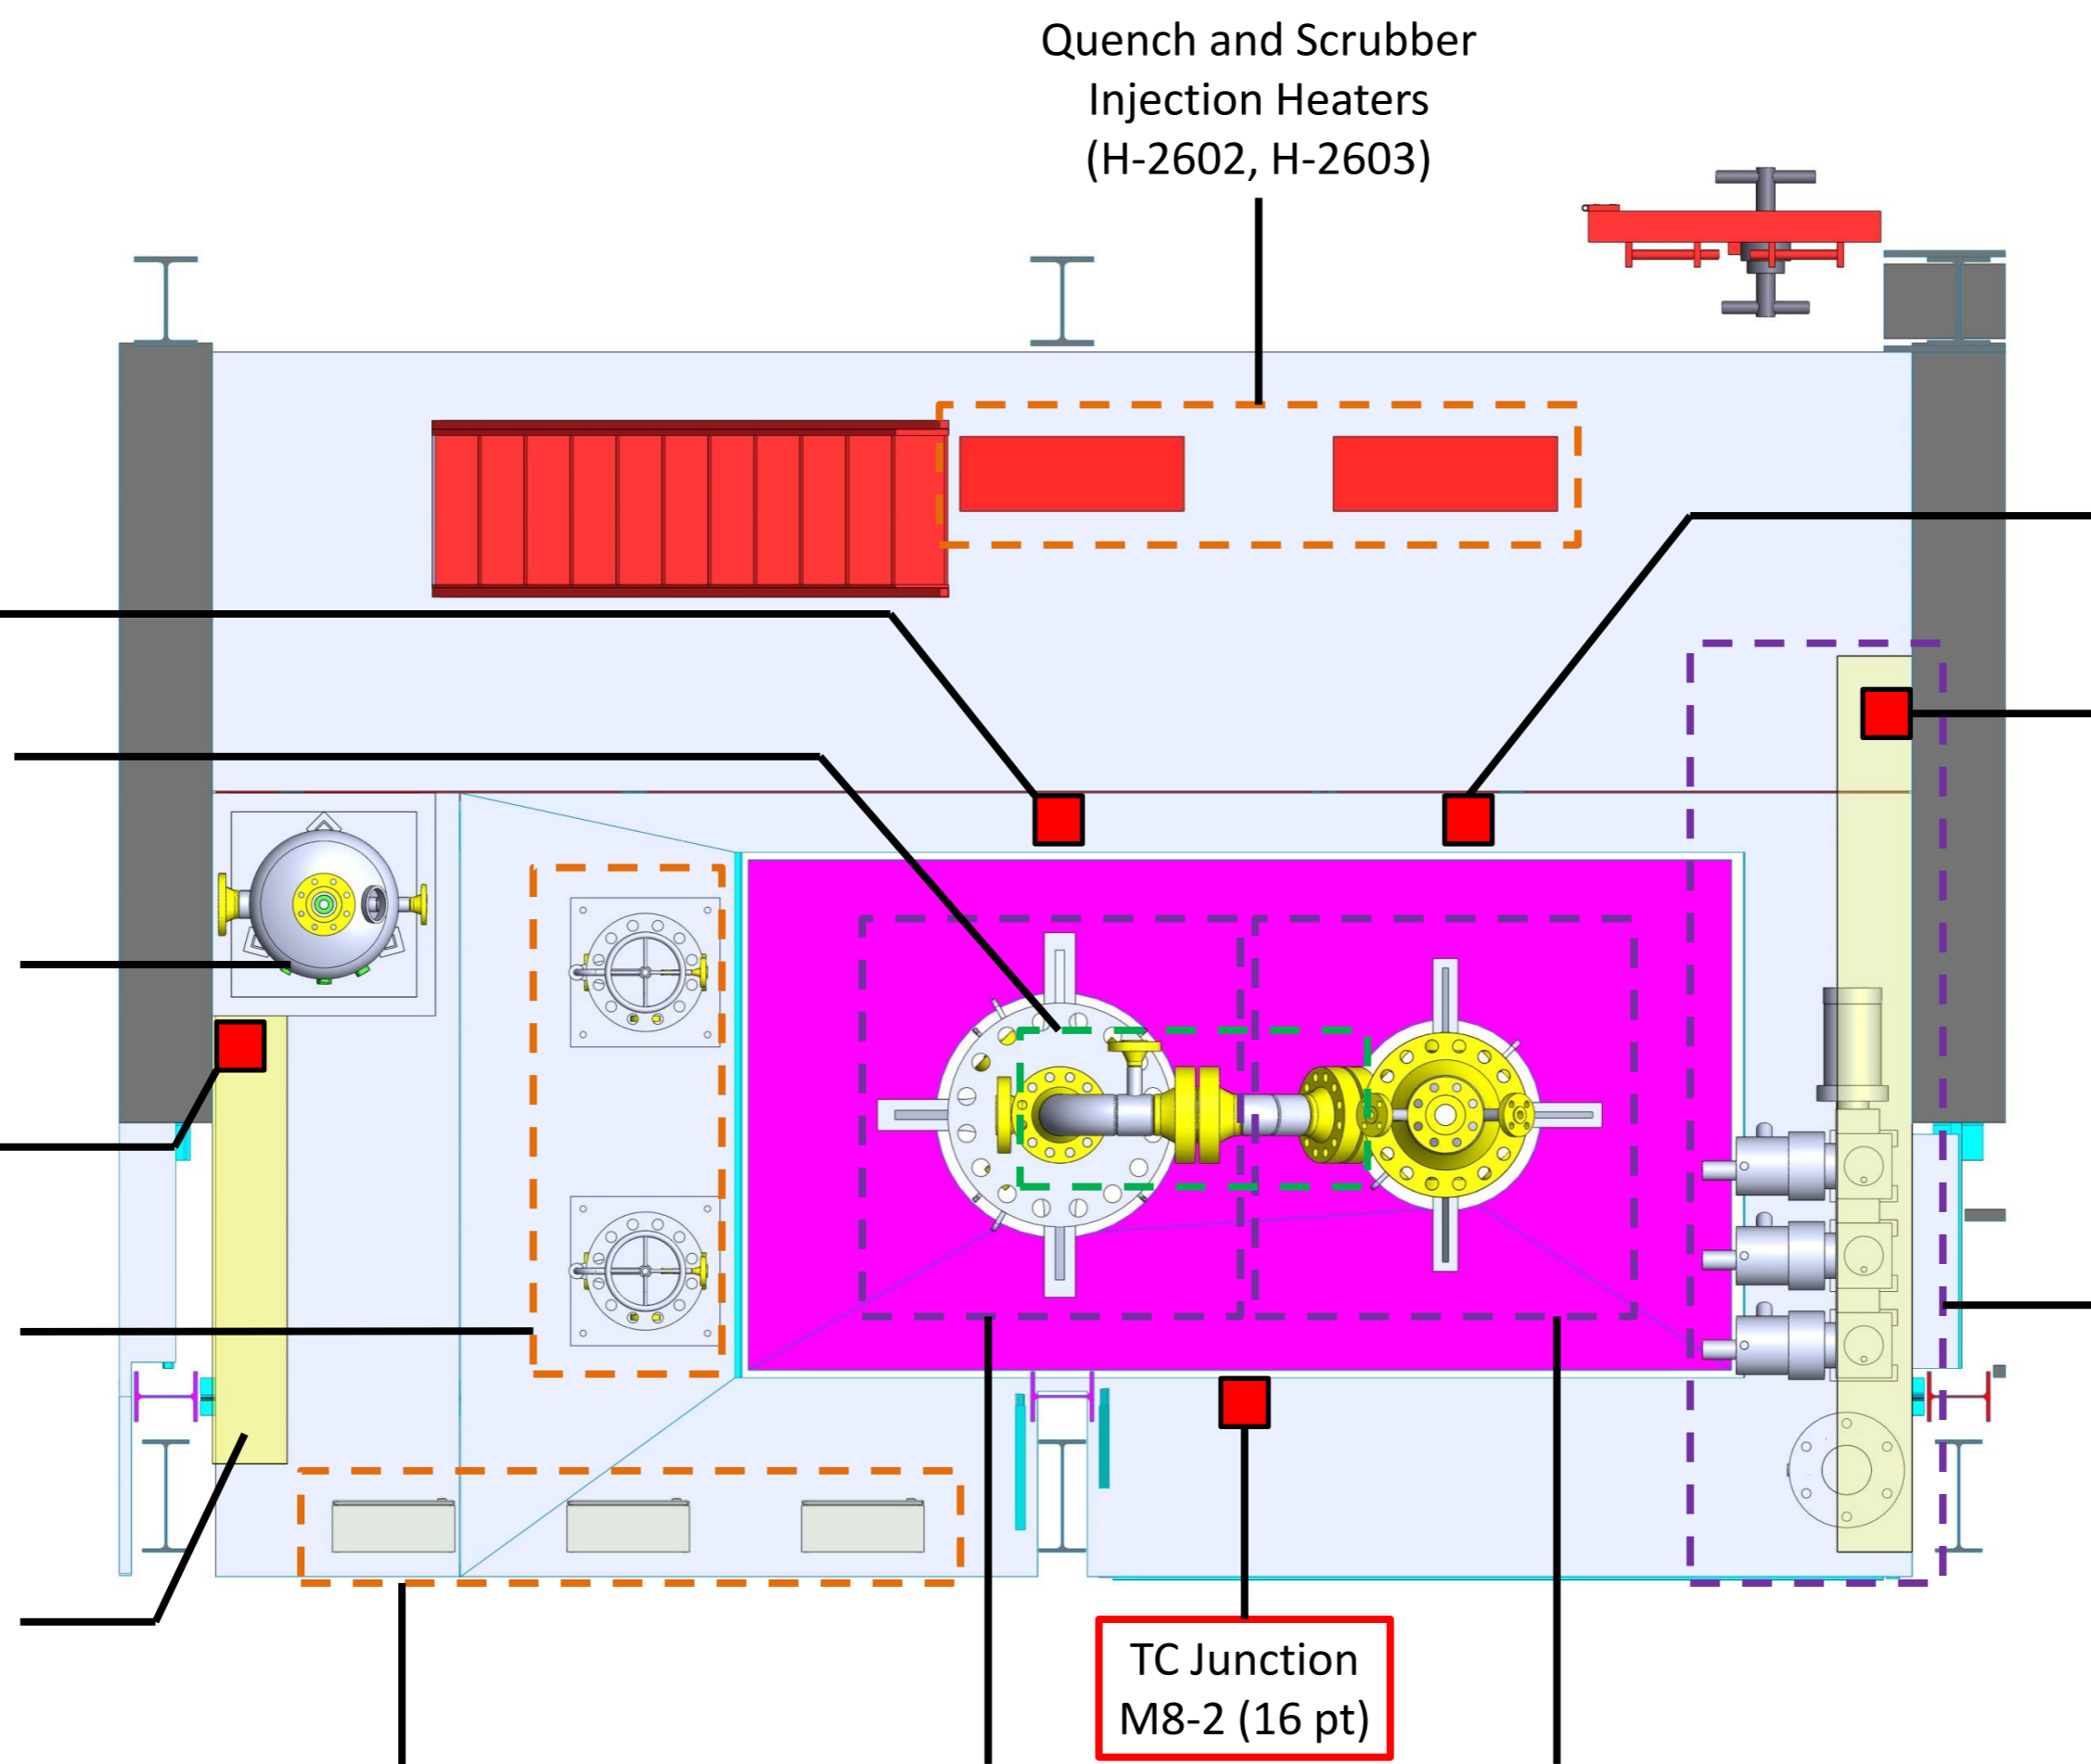 Quench and Scrubber
Injection Heaters
(H-2602, H-2603)
TC Junction
M8-2 (16 pt)